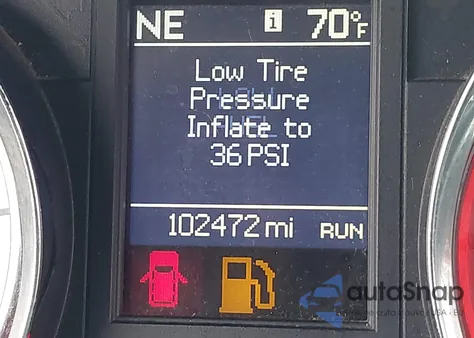 NE i 70°F
Low Tire
Pressure
Inflate to
36 PSI
102472 mi RUN
autoSnap